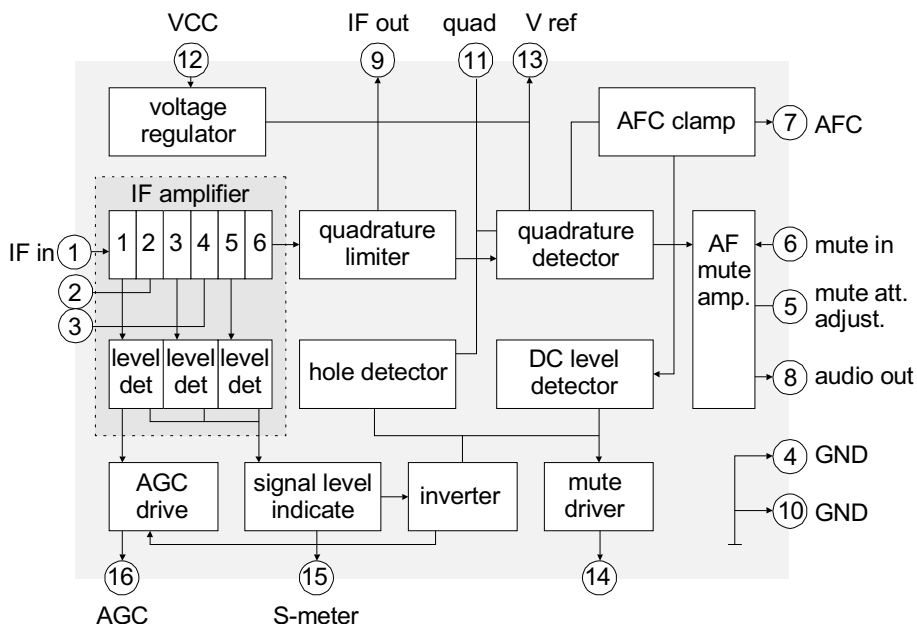 VCC
IF out
quad
V ref
12
9
11
13
voltage
regulator
AFC clamp
7
AFC
IF amplifier
IF in
1
1
2
3
4
5
6
quadrature
limiter
quadrature
detector
AF
mute
amp.
6
mute in
2
3
5
mute att.
adjust.
level
det
level
det
level
det
hole detector
DC level
detector
8
audio out
AGC
drive
signal level
indicate
inverter
mute
driver
4
GND
10
GND
16
15
14
AGC
S-meter